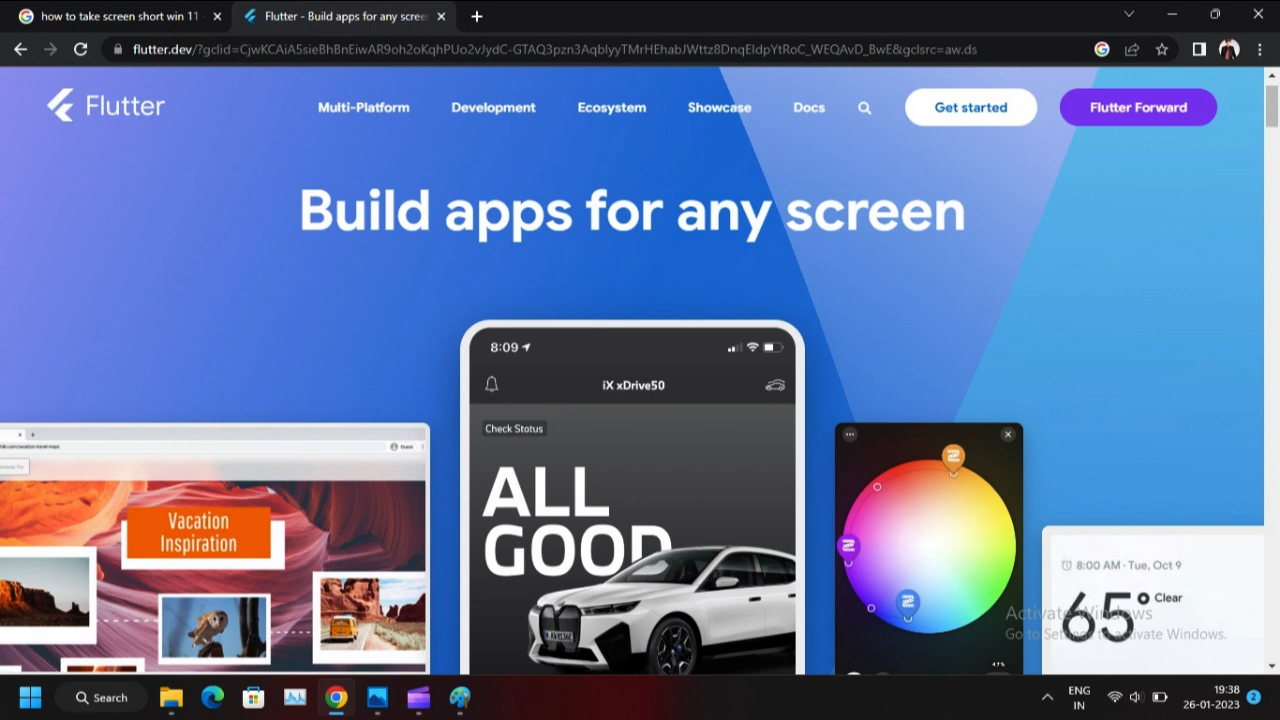 how to take screen short win 11
Flutter - Build apps for any scree
flutter.dev/?gclid=CjwKCAiA5sieBhBnEiwAR9oh2oKqhPUo2vJydC-GTAQ3pzn3AqblyyTMrHEhabJWttz8DnqEldpYtRoC_WEQAvD_BwE&gclsrc=aw.ds
Flutter
Multi-Platform
Development
Ecosystem
Showcase
Docs
Get started
Flutter Forward
Build apps for any screen
8:09
iX xDrive50
Check Status
ALL
GOOD
Guest
Vacation
Inspiration
47%
8:00 AM · Tue, Oct 9
65° Clear
Activate Windows
Go to Settings to activate Windows.
Search
ENG
IN
19:38
26-01-2023
2